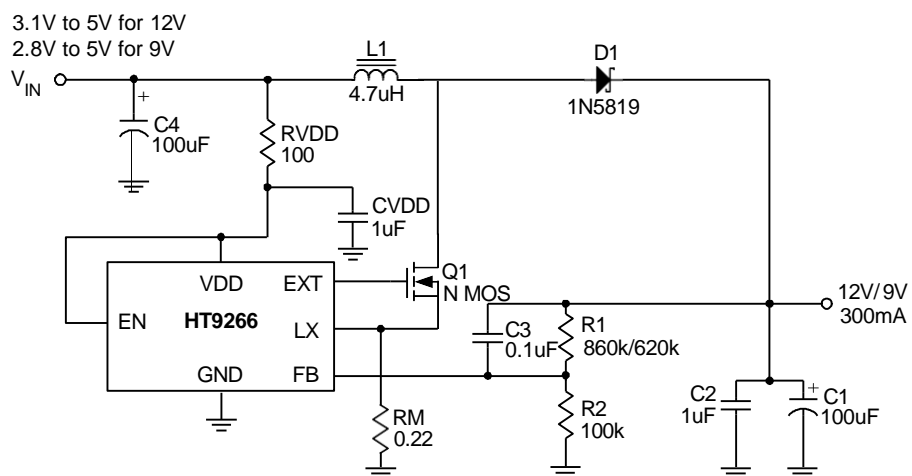 3.1V to 5V for 12V
2.8V to 5V for 9V
VIN
L1
4.7uH
D1
1N5819
+
C4
100uF
RVDD
100
CVDD
1uF
VDD
EXT
Q1
N MOS
EN
HT9266
LX
GND
FB
C3
0.1uF
R1
860k/620k
12V/9V
300mA
RM
0.22
R2
100k
C2
1uF
+
C1
100uF